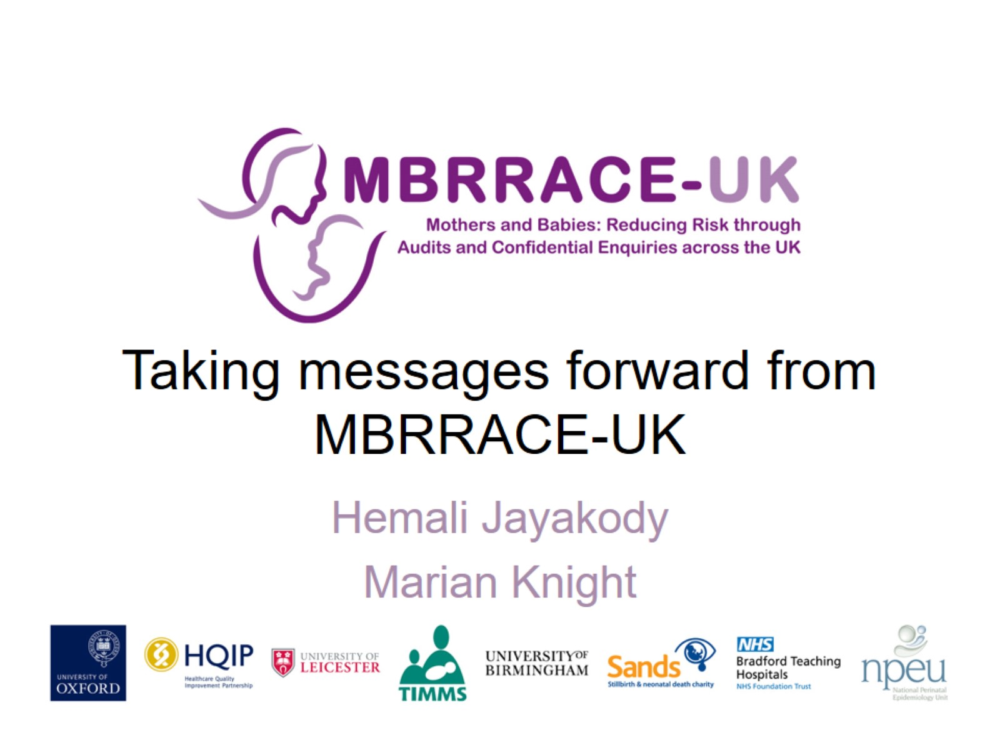 MBRRACE-UK
Mothers and Babies: Reducing Risk through
Audits and Confidential Enquiries across the UK
Taking messages forward from
MBRRACE-UK
Hemali Jayakody
Marian Knight
UNIVERSITY OF
OXFORD
HQIP
Healthcare Quality
Improvement Partnership
UNIVERSITY OF
LEICESTER
TIMMS
UNIVERSITY OF
BIRMINGHAM
Sands
Stillbirth & neonatal death charity
NHS
Bradford Teaching
Hospitals
NHS Foundation Trust
npeu
National Perinatal
Epidemiology Unit